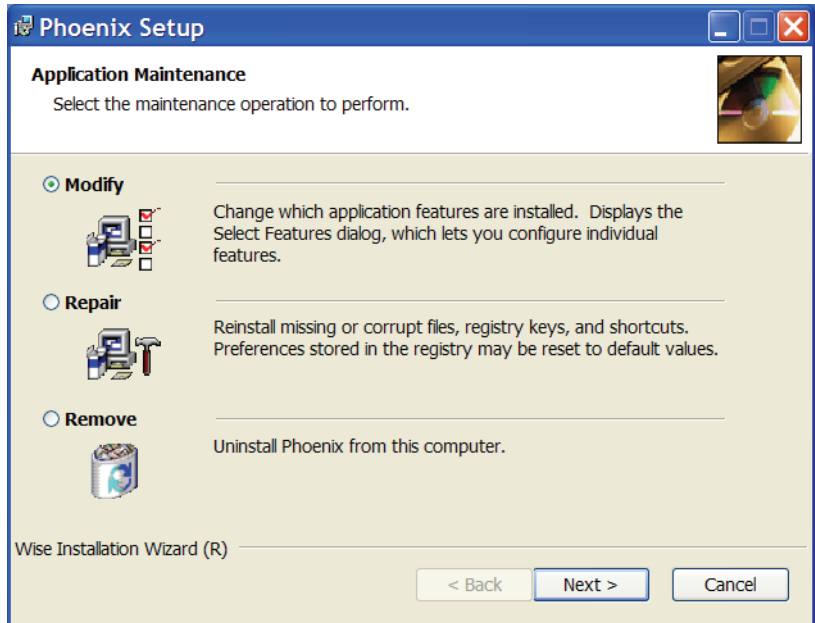 Phoenix Setup
Application Maintenance
Select the maintenance operation to perform.
Modify
Change which application features are installed.  Displays the
Select Features dialog, which lets you configure individual
features.
Repair
Reinstall missing or corrupt files, registry keys, and shortcuts.
Preferences stored in the registry may be reset to default values.
Remove
Uninstall Phoenix from this computer.
Wise Installation Wizard (R)
< Back Next > Cancel